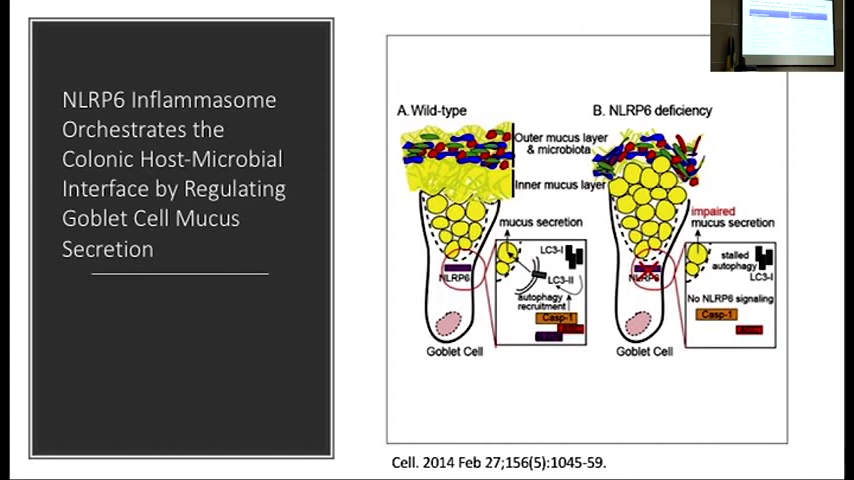 NLRP6 Inflammasome
Orchestrates the
Colonic Host-Microbial
Interface by Regulating
Goblet Cell Mucus
Secretion
A. Wild-type
B. NLRP6 deficiency
Outer mucus layer
& microbiota
Inner mucus layer
mucus secretion
LC3-I
LC3-II
autophagy
recruitment
Casp-1
NLRP6
Goblet Cell
impaired
mucus secretion
stalled
autophagy
LC3-I
No NLRP6 signaling
Casp-1
NLRP6
Goblet Cell
Cell. 2014 Feb 27;156(5):1045-59.